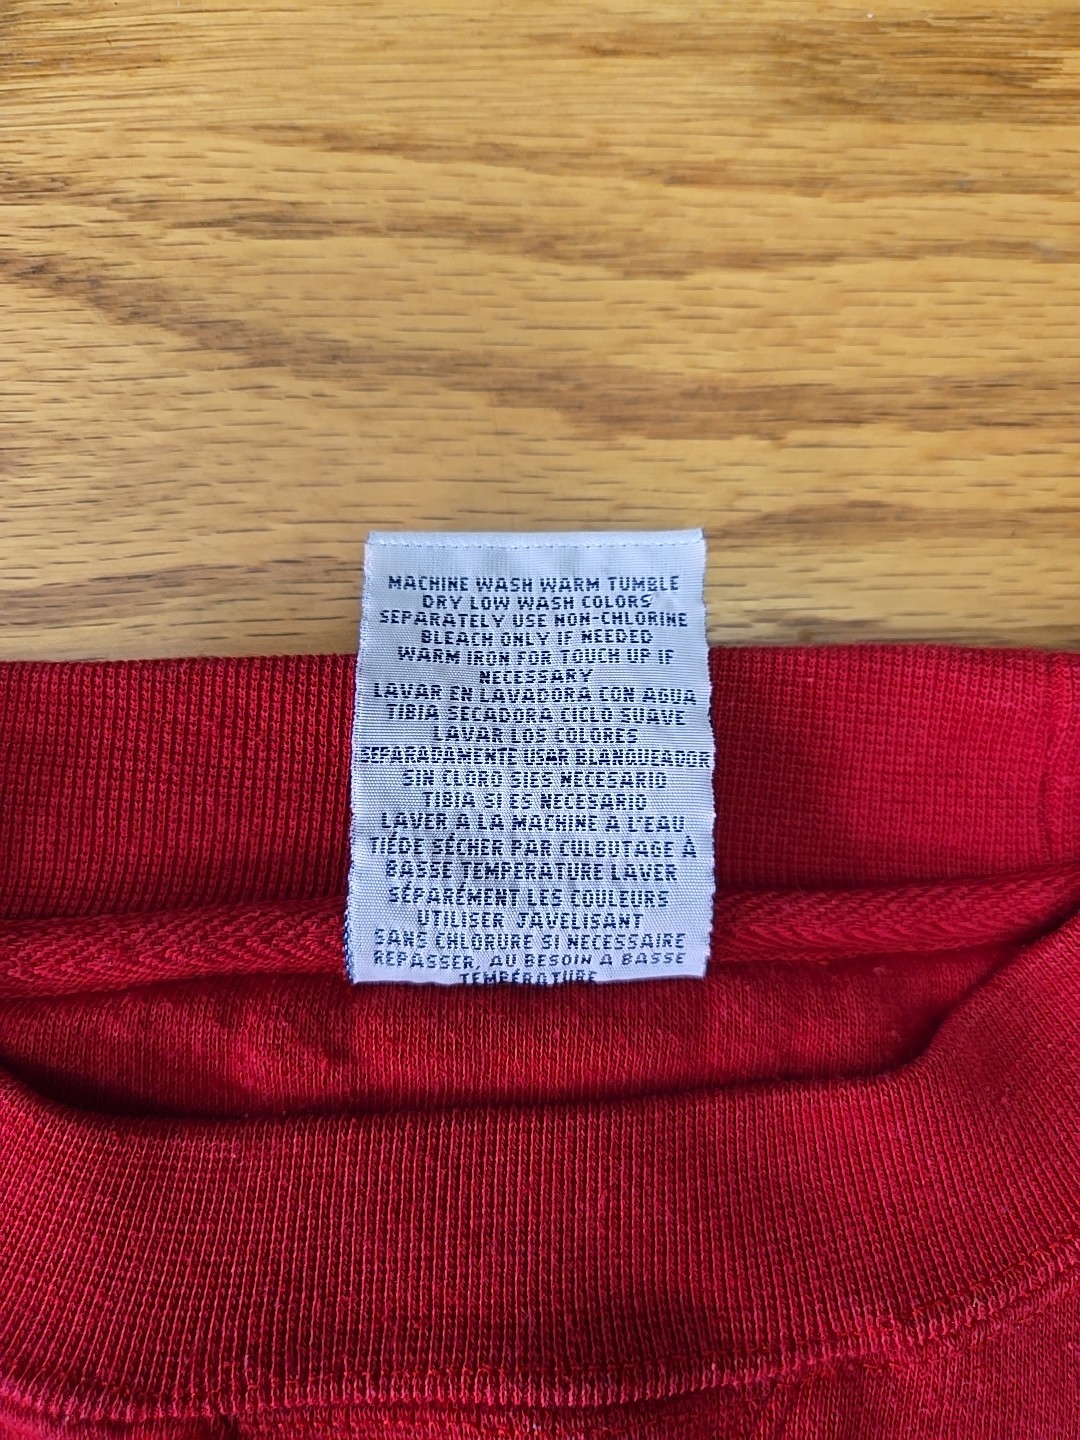 MACHINE WASH WARM TUMBLE
DRY LOW WASH COLORS
SEPARATELY USE NON-CHLORINE
BLEACH ONLY IF NEEDED
WARM IRON FOR TOUCH UP IF
NECESSARY
LAVAR EN LAVADORA CON AGUA
TIBIA SECADORA CICLO SUAVE
LAVAR LOS COLORES
SEPARADAMENTE USAR BLANQUEADOR
SIN CLORO SIES NECESARIO
TIBIA SI ES NECESARIO
LAVER A LA MACHINE A L'EAU
TIÉDE SÉCHER PAR CULBUTAGE À
BASSE TEMPERATURE LAVER
SÉPARÉMENT LES COULEURS
UTILISER JAVELISANT
SANS CHLORURE SI NECESSAIRE
REPASSER, AU BESOIN A BASSE
TEMPÉRATURE